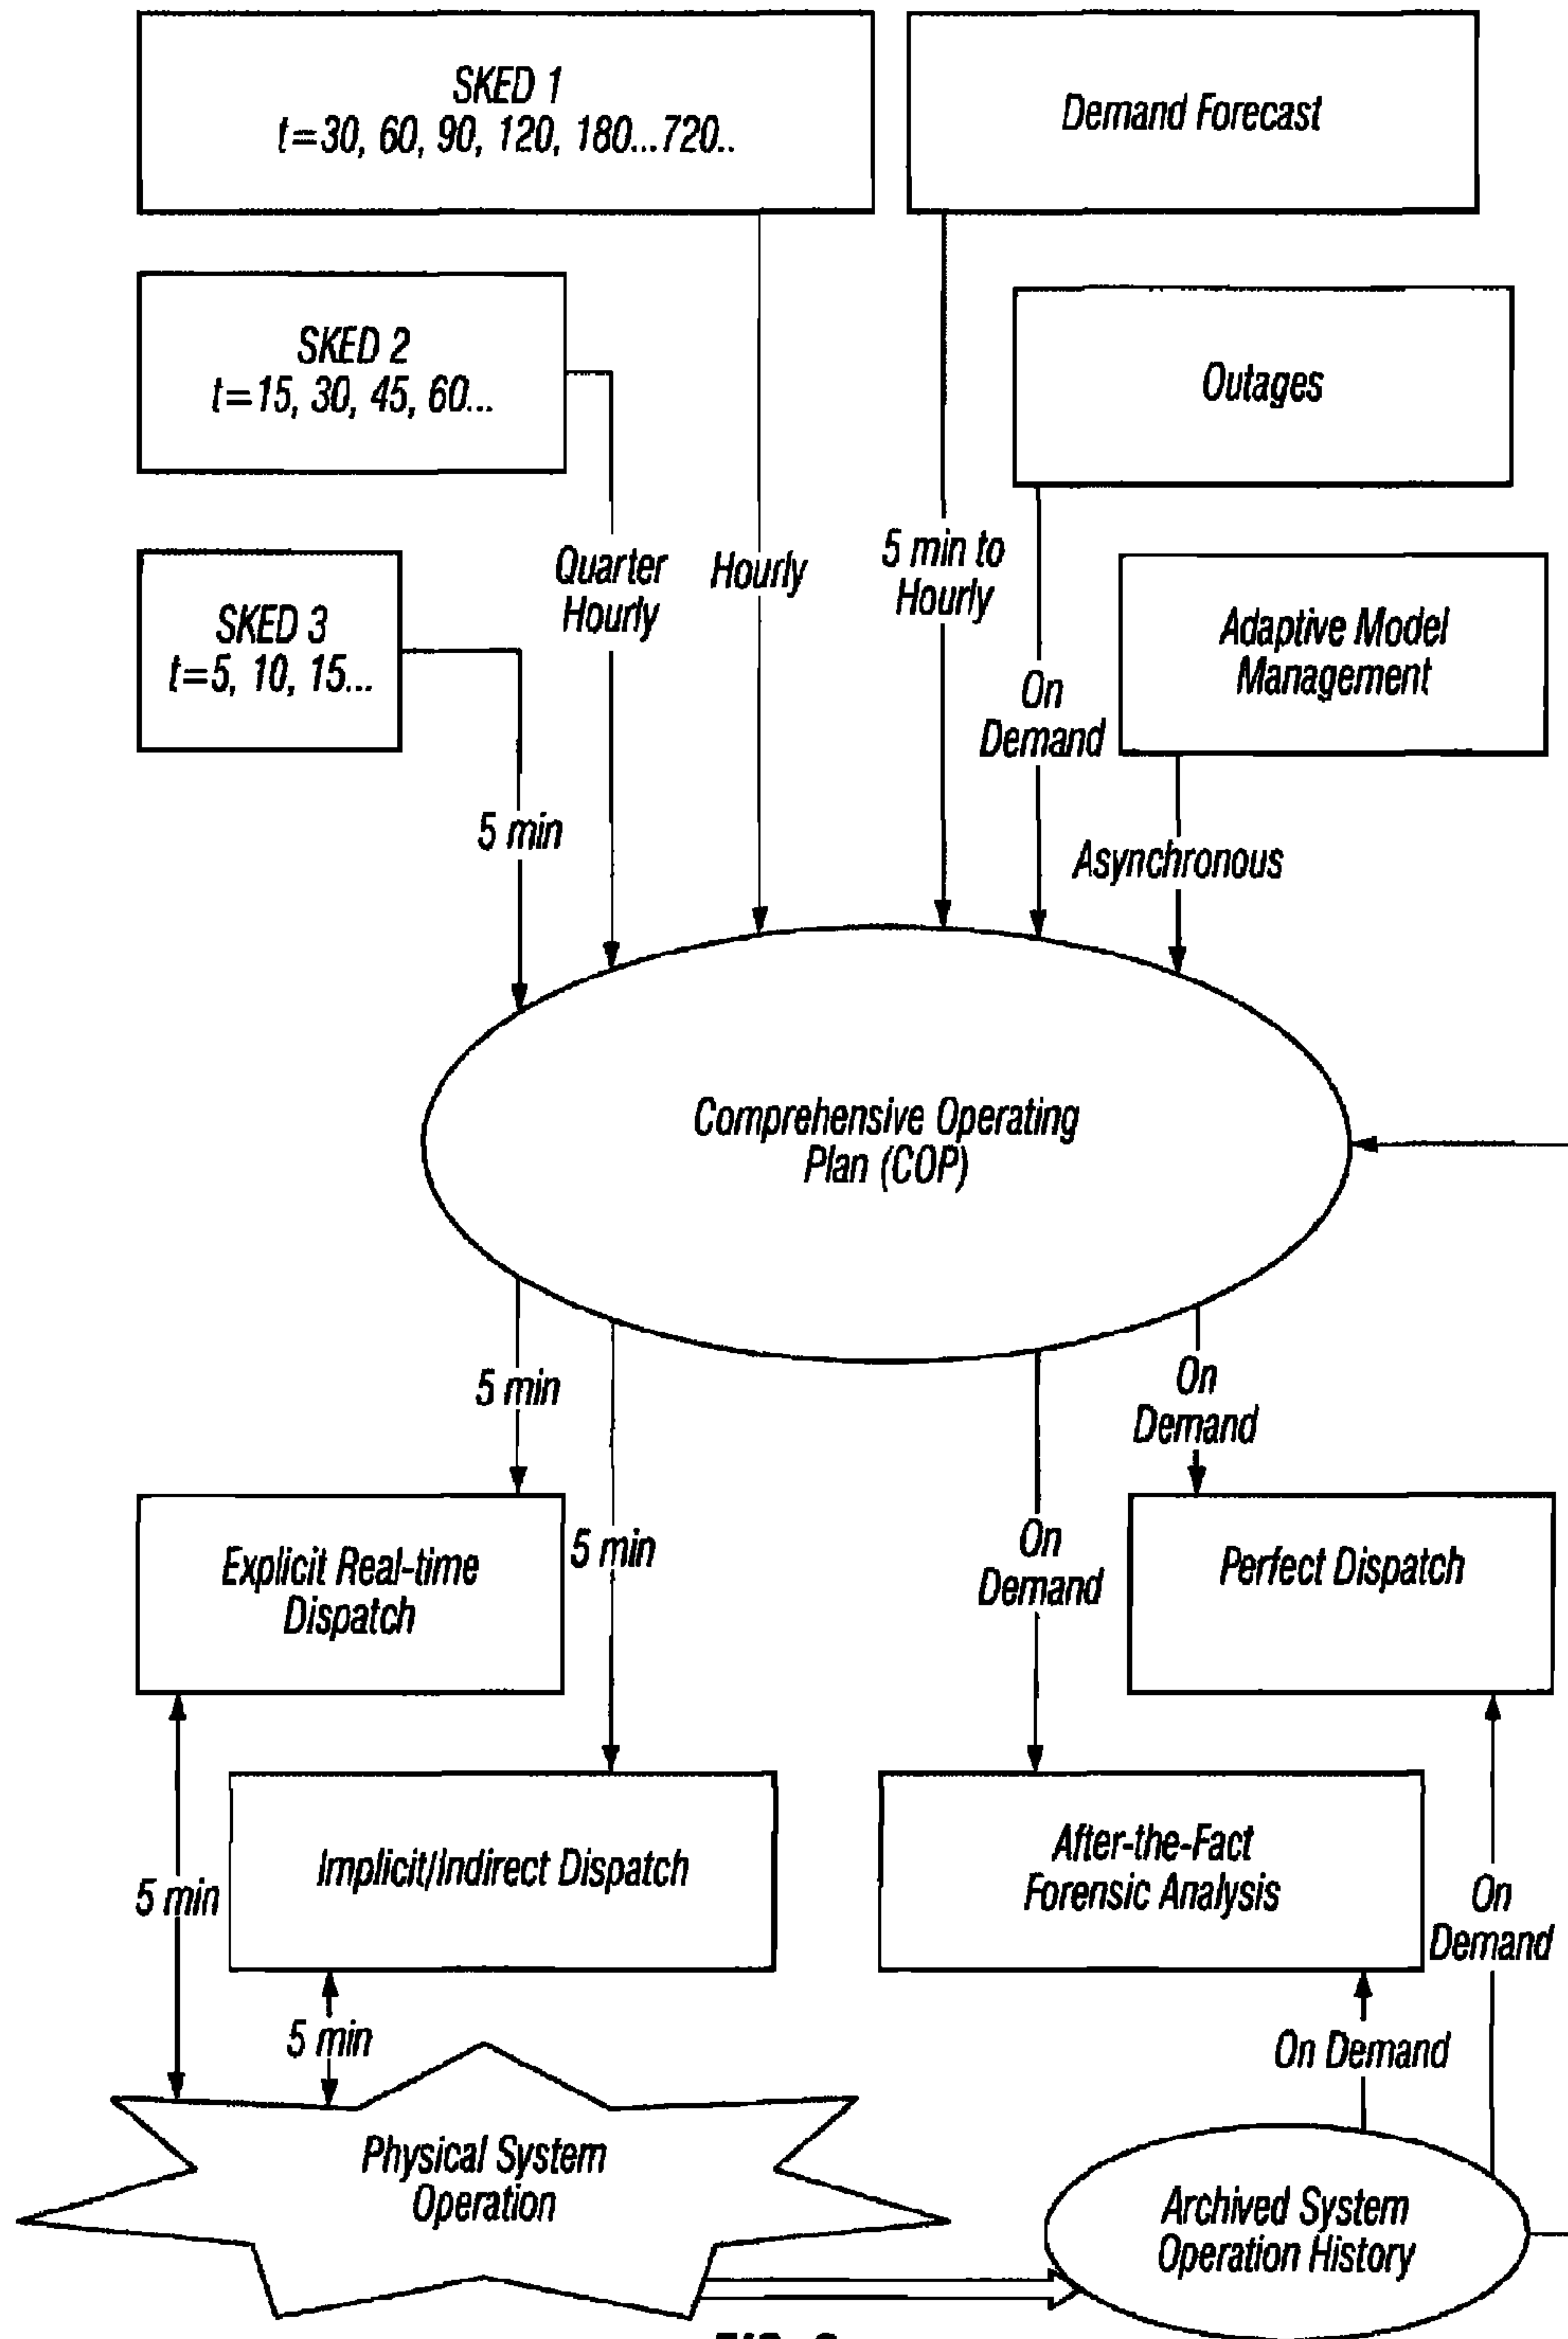 SKED 1
t=30, 60, 90, 120, 180...720..
Demand Forecast
SKED 2
t=15, 30, 45, 60...
Outages
SKED 3
t=5, 10, 15...
Quarter
Hourly
Hourly
5 min to
Hourly
Adaptive Model
Management
On
Demand
5 min
Asynchronous
Comprehensive Operating
Plan (COP)
5 min
On
Demand
5 min
On
Demand
Explicit Real-time
Dispatch
Perfect Dispatch
5 min
Implicit/Indirect Dispatch
After-the-Fact
Forensic Analysis
On
Demand
5 min
On Demand
Physical System
Operation
Archived System
Operation History